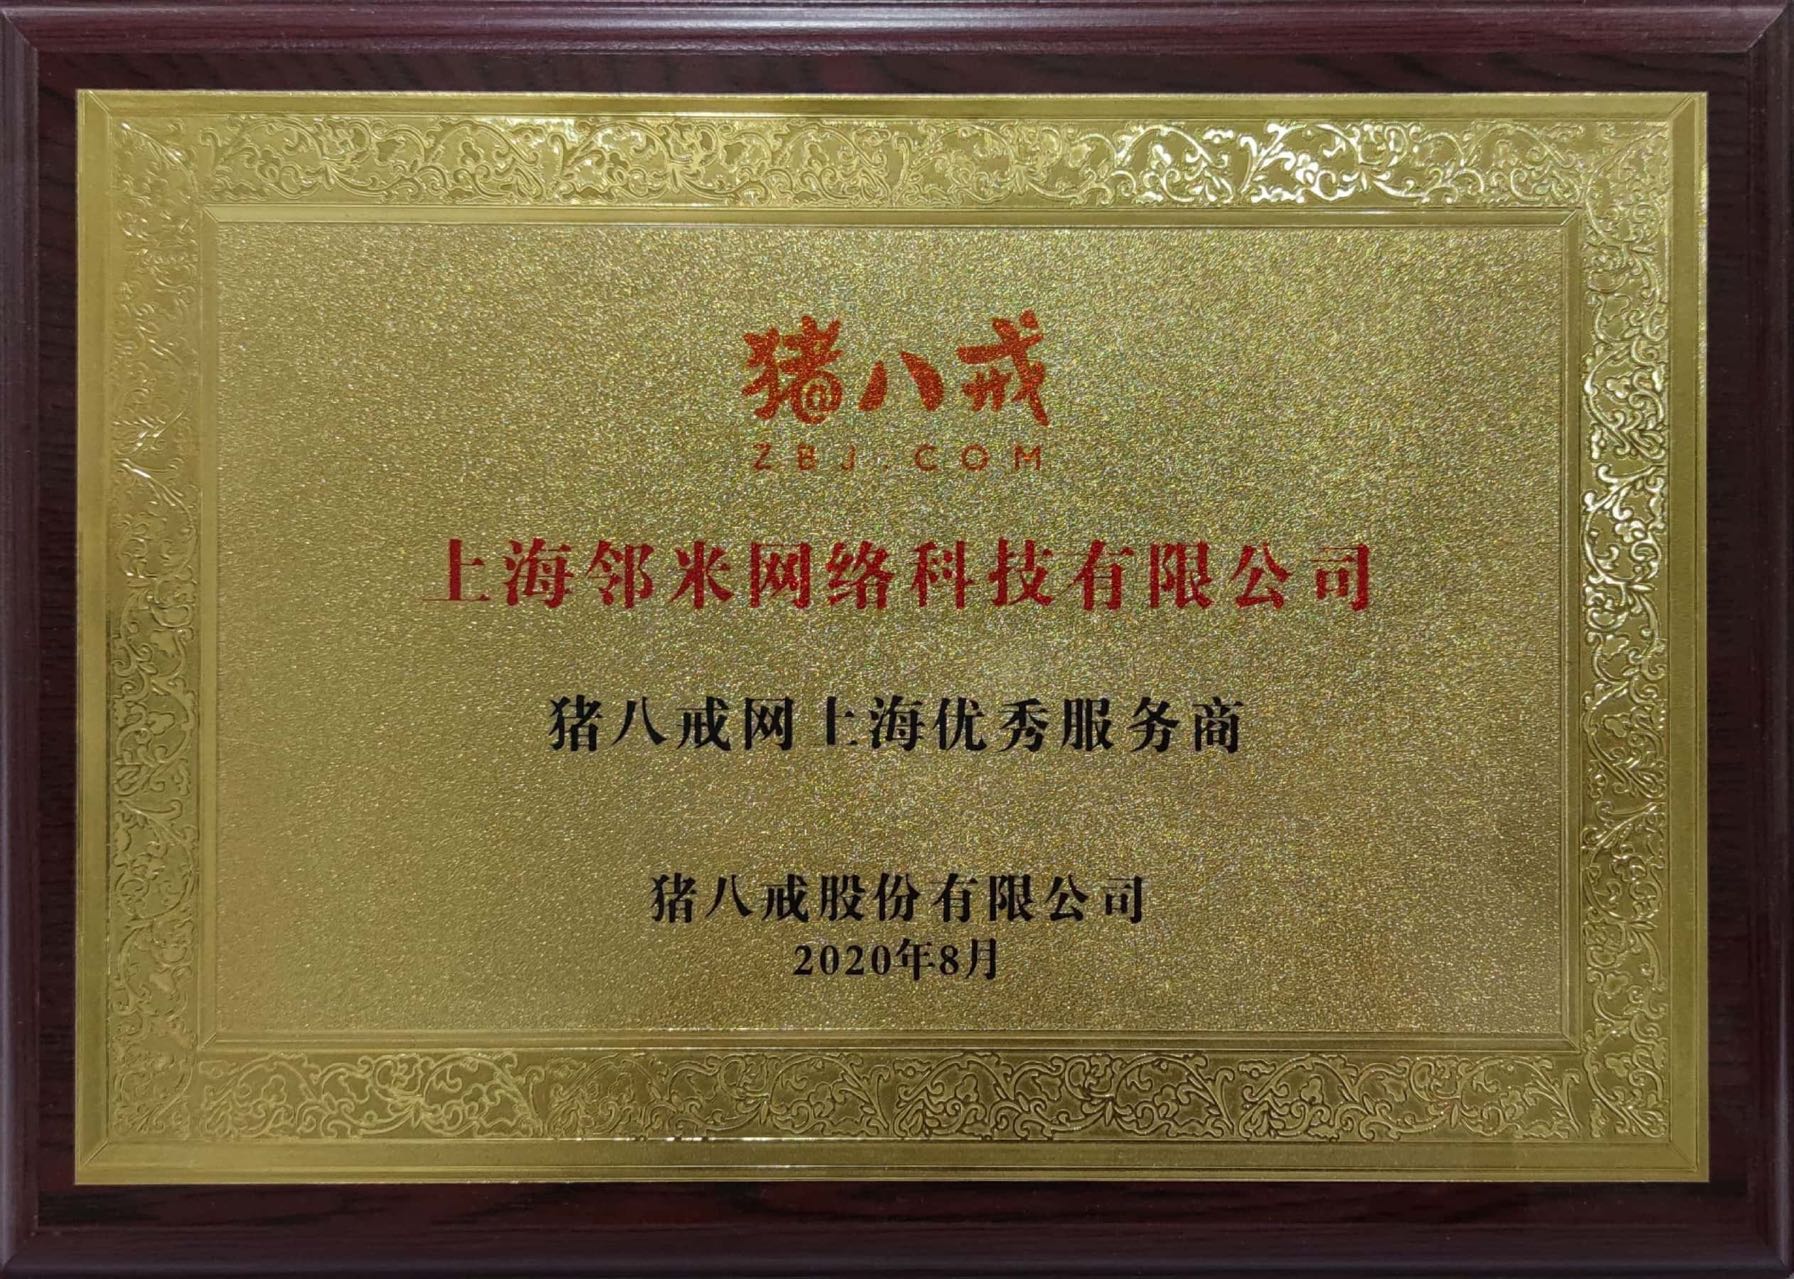 猪八戒
ZBJ.COM
上海邻米网络科技有限公司
猪八戒网上海优秀服务商
猪八戒股份有限公司
2020年8月